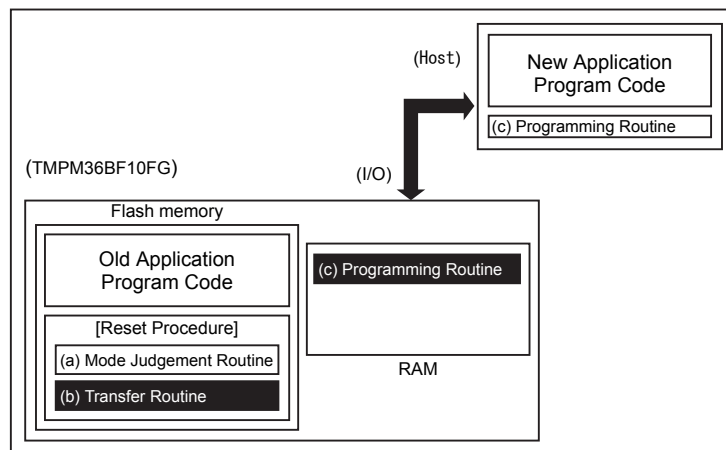 (Host)
New Application
Program Code
(c) Programming Routine
(TMPM36BF10FG)
(I/O)
Flash memory
Old Application
Program Code
[Reset Procedure]
(a) Mode Judgement Routine
(b) Transfer Routine
(c) Programming Routine
RAM